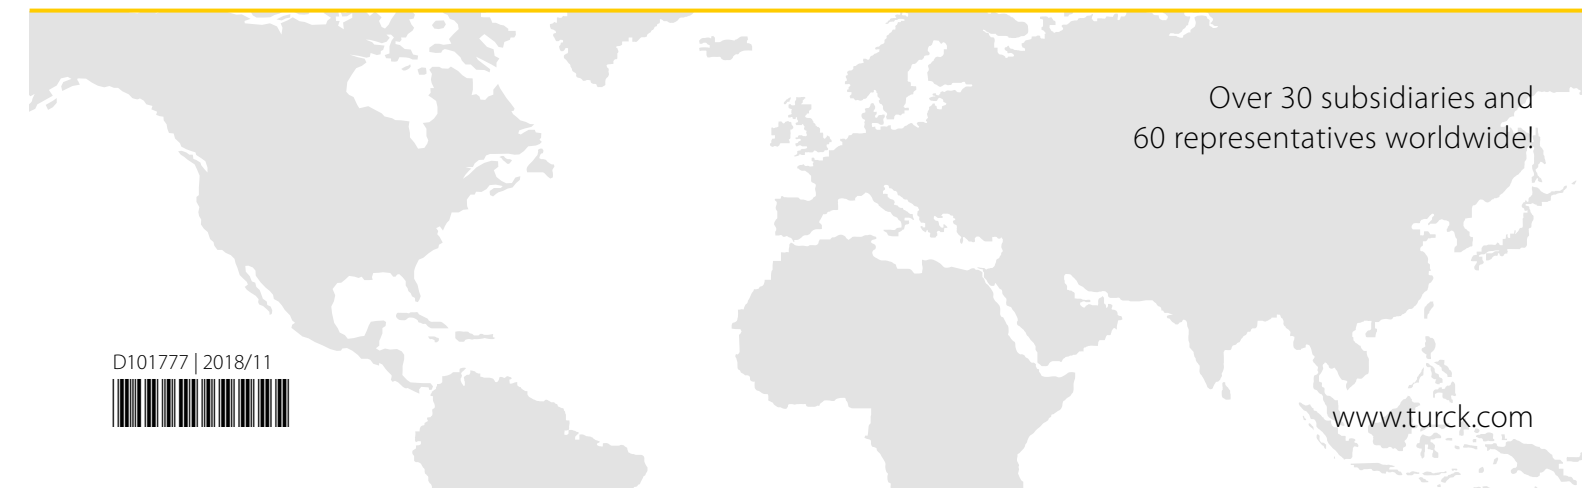 Over 30 subsidiaries and
60 representatives worldwide!
D101777 | 2018/11
www.turck.com